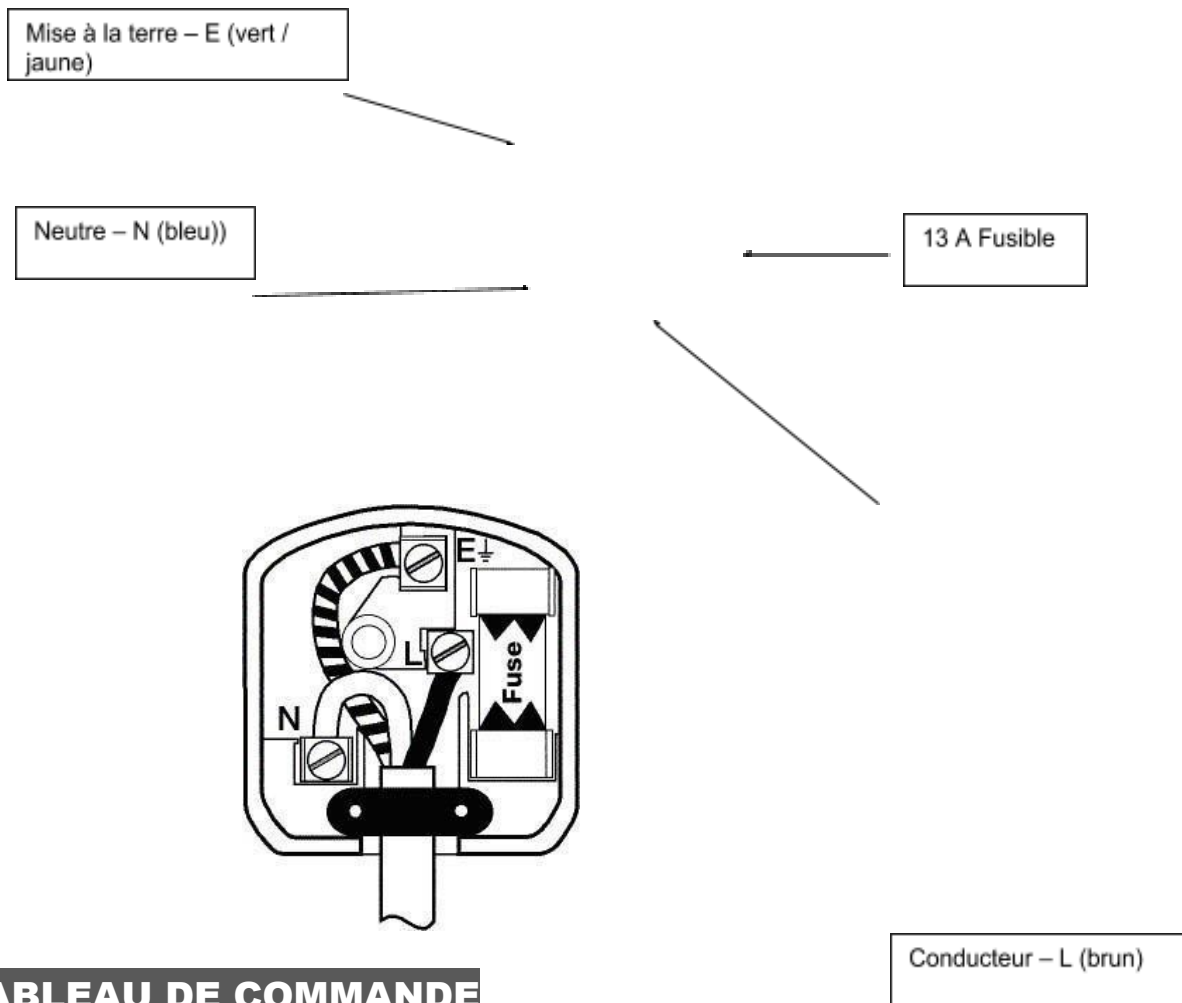 Mise à la terre – E (vert /
jaune)
Neutre – N (bleu))
13 A Fusible
E
L
Fuse
N
Conducteur – L (brun)
ABLEAU DE COMMANDE